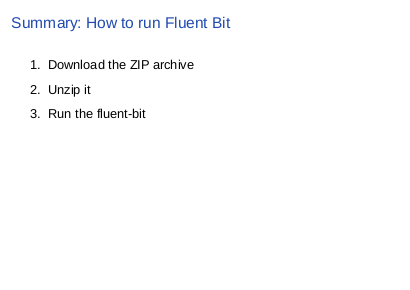 Summary: How to run Fluent Bit
1. Download the ZIP archive
2. Unzip it
3. Run the fluent-bit